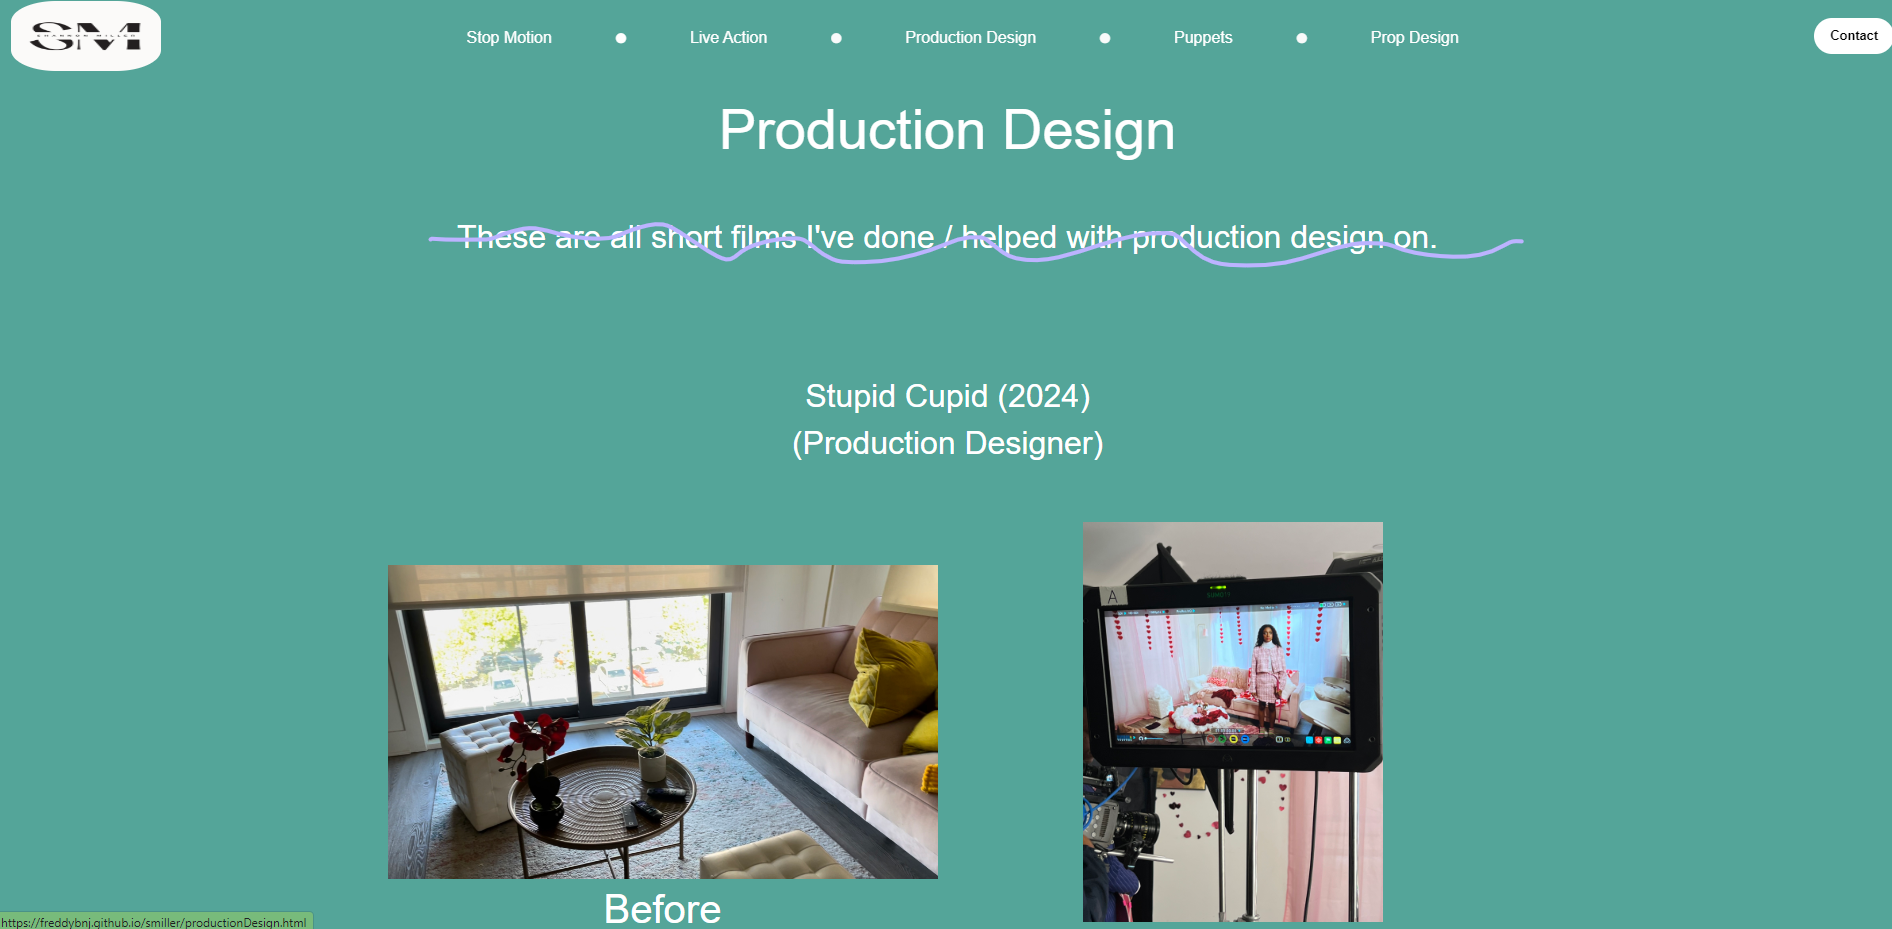 SM
SHANNON MILLER
Stop Motion
Live Action
Production Design
Puppets
Prop Design
Contact
Production Design
These are all short films I've done / helped with production design on.
Stupid Cupid (2024)
(Production Designer)
A
Before
https://freddybnj.github.io/smiller/productionDesign.html